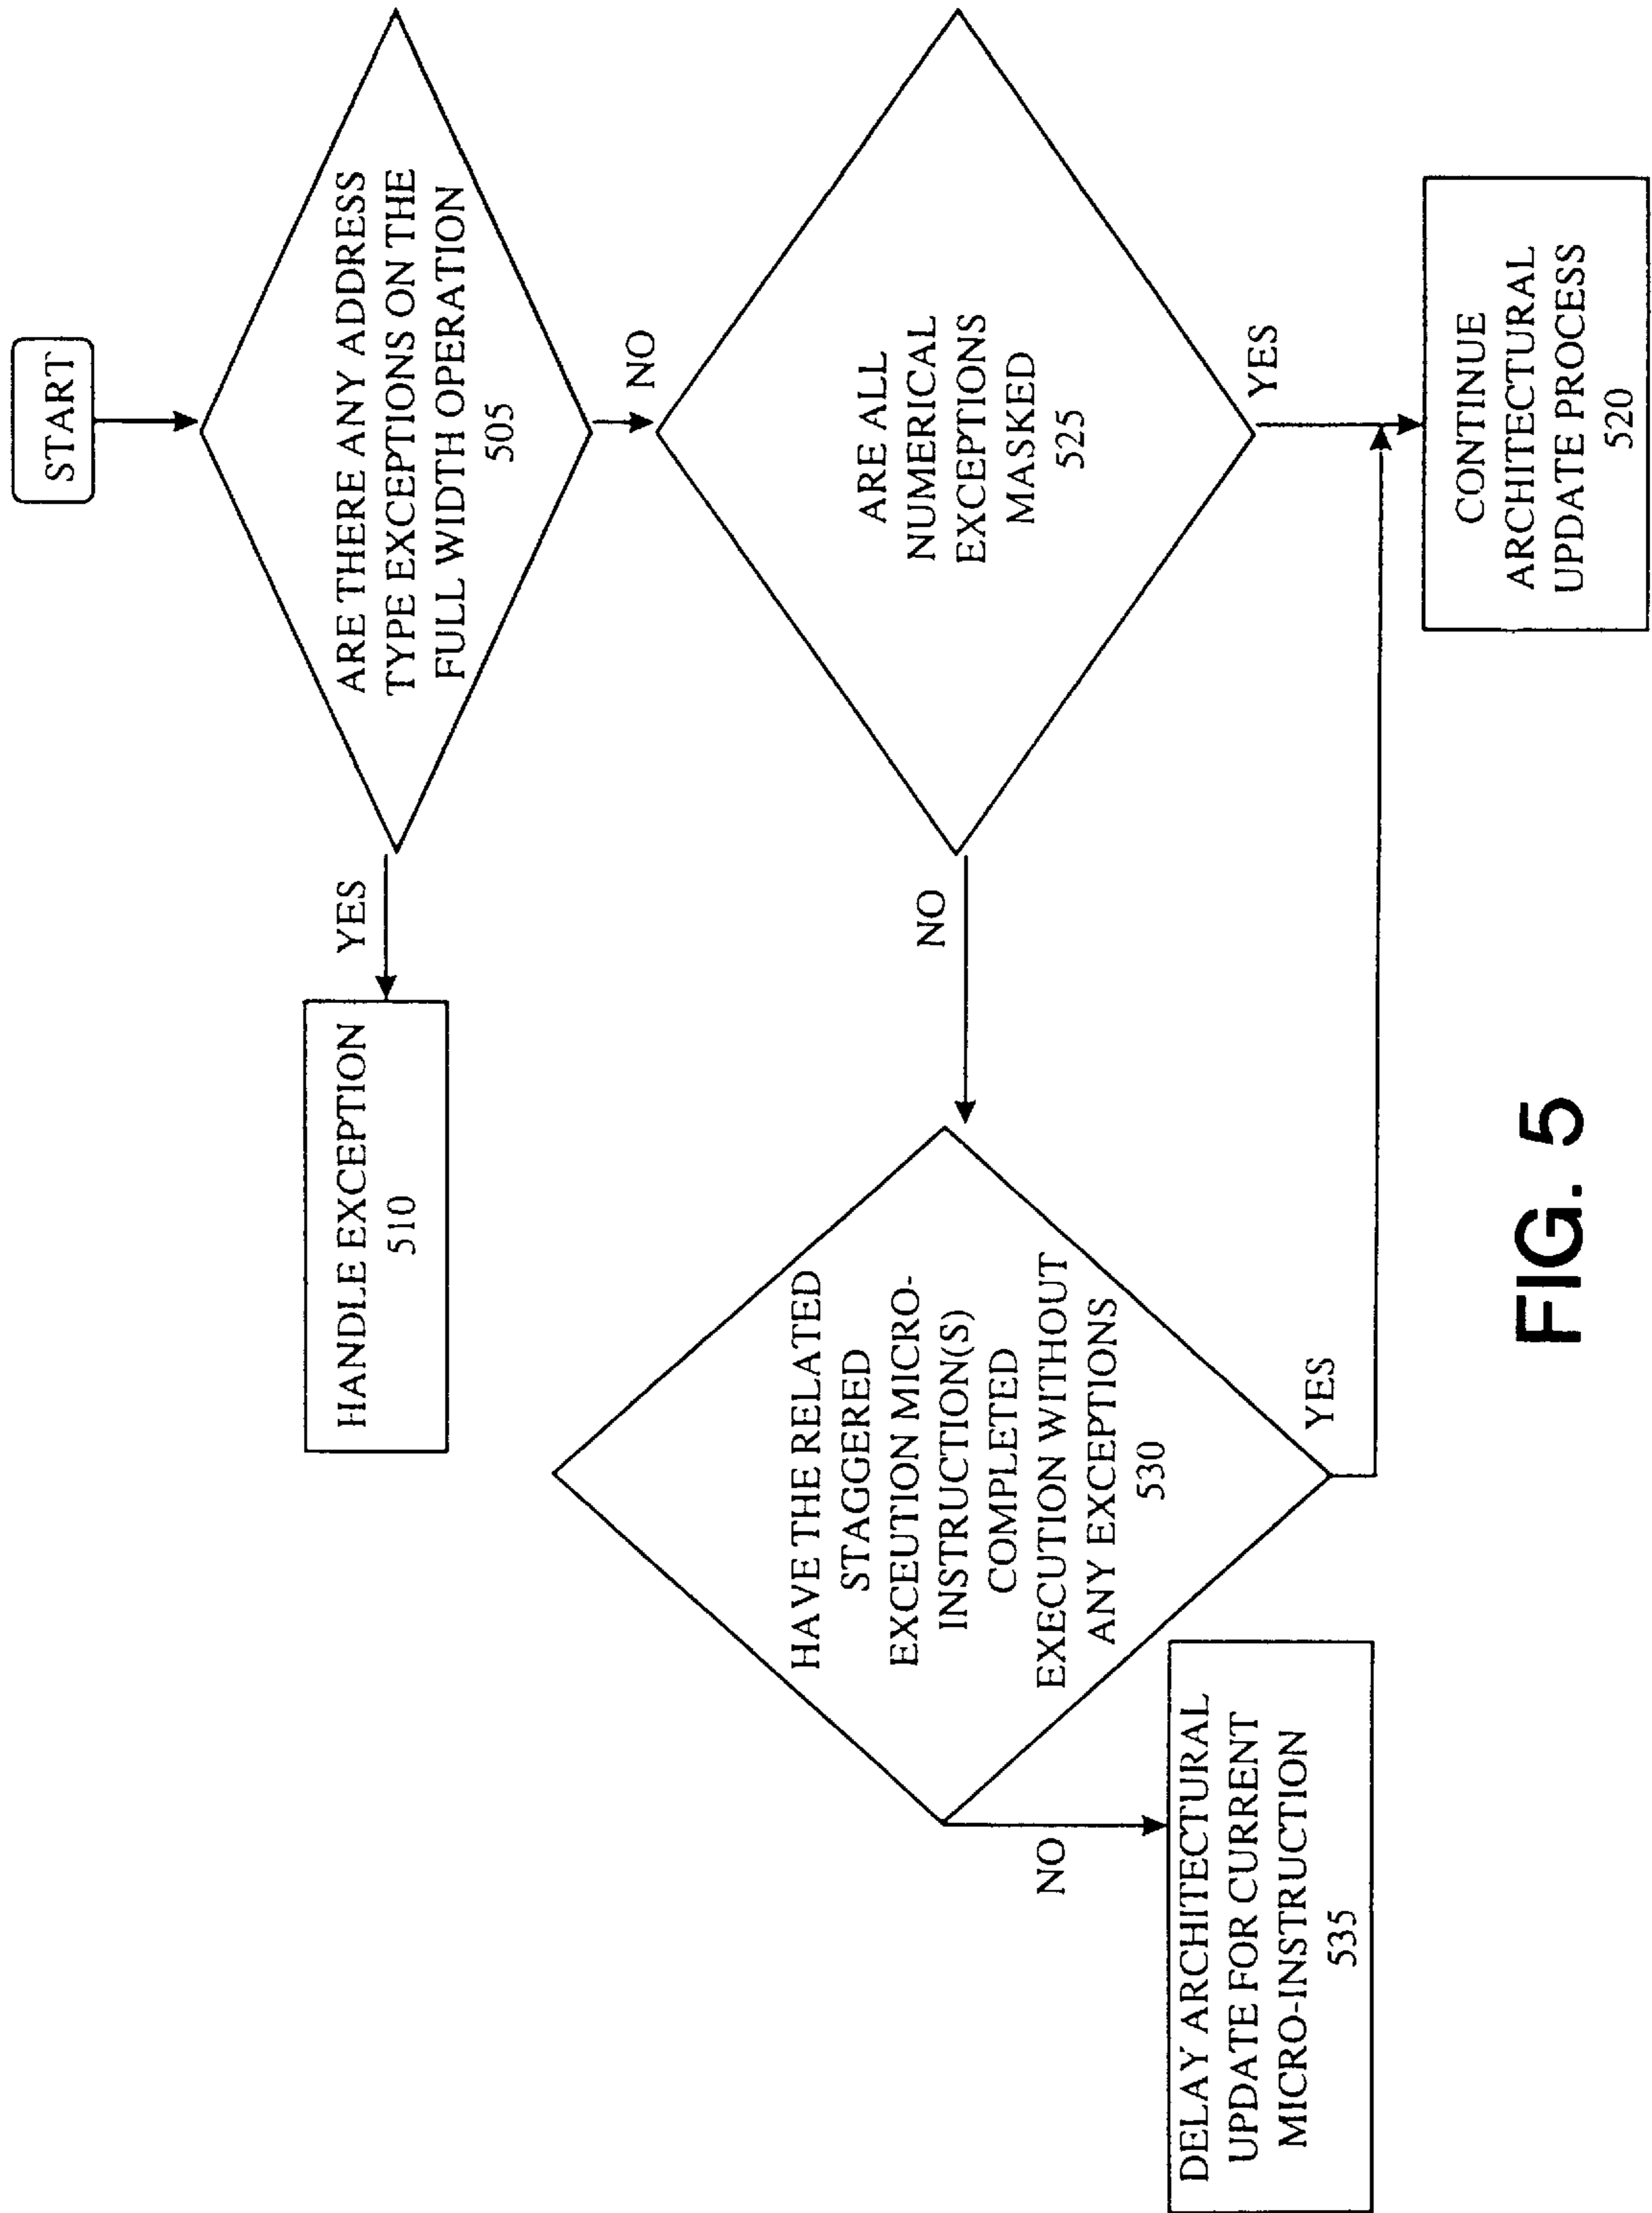 START
ARE THERE ANY ADDRESS
TYPE EXCEPTIONS ON THE
FULL WIDTH OPERATION
505
YES
HANDLE EXCEPTION
510
NO
ARE ALL
NUMERICAL
EXCEPTIONS
MASKED
525
NO
YES
HAVE THE RELATED
STAGGERED
EXCEUTION MICRO-
INSTRUCTION(S)
COMPLETED
EXECUTION WITHOUT
ANY EXCEPTIONS
530
NO
YES
DELAY ARCHITECTURAL
UPDATE FOR CURRENT
MICRO-INSTRUCTION
535
CONTINUE
ARCHITECTURAL
UPDATE PROCESS
520
FIG. 5